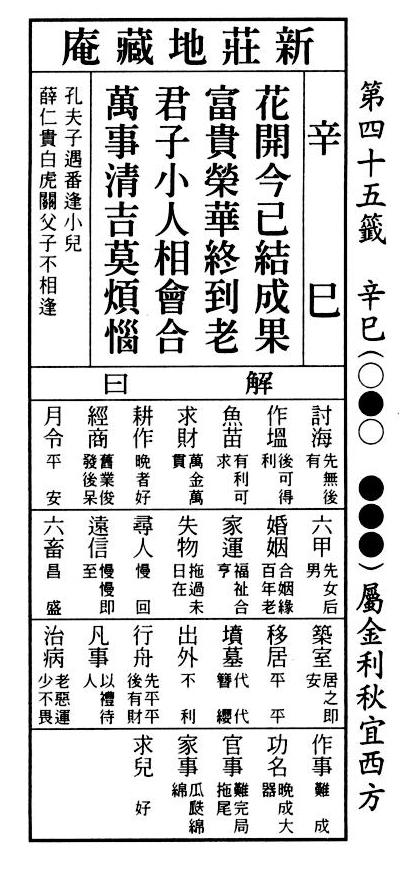 第四十五籤 辛巳(○●○ ●●●)屬金利秋宜西方
新莊地藏庵
辛巳
花開今已結成果
富貴榮華終到老
君子小人相會合
萬事清吉莫煩惱
孔夫子遇番逢小兒
薛仁貴白虎關父子不相逢
解曰
討海 先無後有
作塭 後可得利
魚苗 有利可求
求財 萬金萬貫
耕作 晚者好
經商 舊業俊發後呆
月令 平安
六甲 先女后男
婚姻 合姻緣百年老
家運 福祉合亨
失物 拖過未日在
尋人 慢回
遠信 慢慢即至
六畜 昌盛
築室 居之即安
移居 平平
墳墓 代代簪纓
出外 不利
行舟 先平平後有財
凡事 以禮待人
治病 老惡運少不畏
作事 難成
功名 晚成大器
官事 難完局拖尾
家事 瓜瓞綿綿
求兒 好